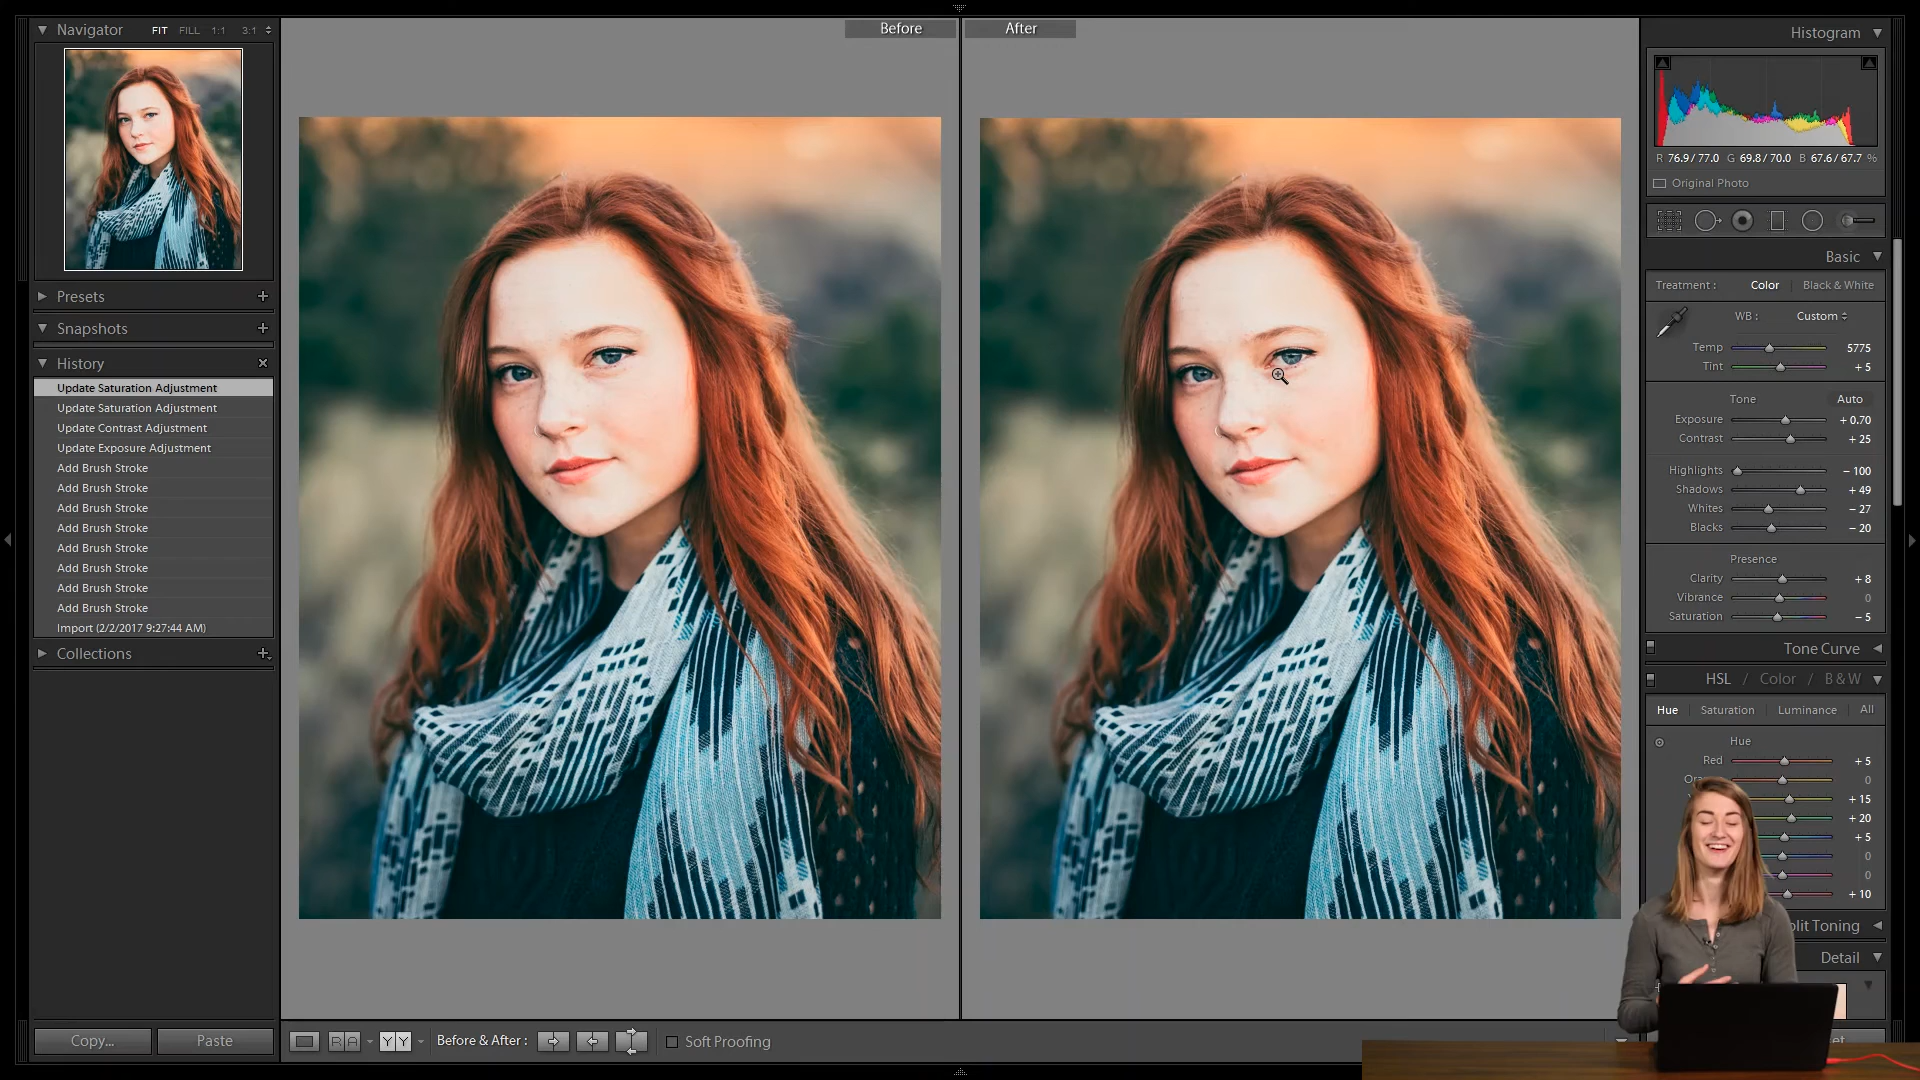 Navigator FIT FILL 1:1 3:1
Presets
Snapshots
History
Update Saturation Adjustment
Update Saturation Adjustment
Update Contrast Adjustment
Update Exposure Adjustment
Add Brush Stroke
Add Brush Stroke
Add Brush Stroke
Add Brush Stroke
Add Brush Stroke
Add Brush Stroke
Add Brush Stroke
Add Brush Stroke
Import (2/2/2017 9:27:44 AM)
Collections
Copy... Paste
Before After
R A Y Y Before & After : Soft Proofing
Histogram
R 76.9 / 77.0 G 69.8 / 70.0 B 67.6 / 67.7 %
Original Photo
Basic
Treatment : Color Black & White
WB : Custom
Temp 5775
Tint + 5
Tone Auto
Exposure + 0.70
Contrast + 25
Highlights − 100
Shadows + 49
Whites − 27
Blacks − 20
Presence
Clarity + 8
Vibrance 0
Saturation − 5
Tone Curve
HSL / Color / B & W
Hue Saturation Luminance All
Hue
Red + 5
Ora 0
+ 15
+ 20
+ 5
0
0
+ 10
plit Toning
Detail